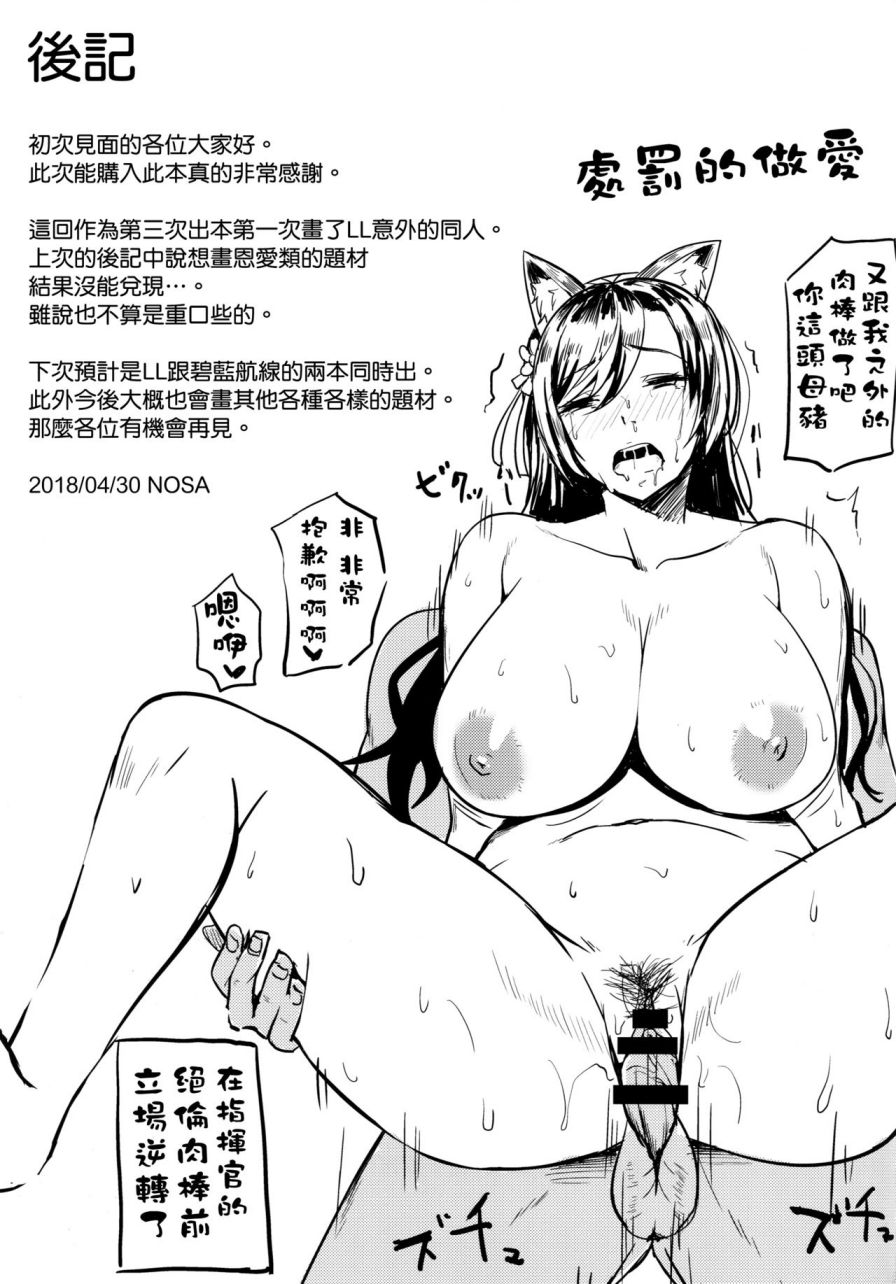 後記
初次見面的各位大家好。
此次能購入此本真的非常感謝。
這回作為第三次出本第一次畫了LL意外的同人。
上次的後記中說想畫恩愛類的題材
結果沒能兌現⋯。
雖說也不算是重口些的。
下次預計是LL跟碧藍航線的兩本同時出。
此外今後大概也會畫其他各種各樣的題材。
那麼各位有機會再見。
2018/04/30 NOSA
處罰的做愛
又跟我之外的
肉棒做了吧
你這頭母豬
ビクッ
非 非常
抱歉啊啊啊♥
嗯咿♥
在指揮官的
絕倫肉棒前
立場逆轉了
ズチュ
ズチュ